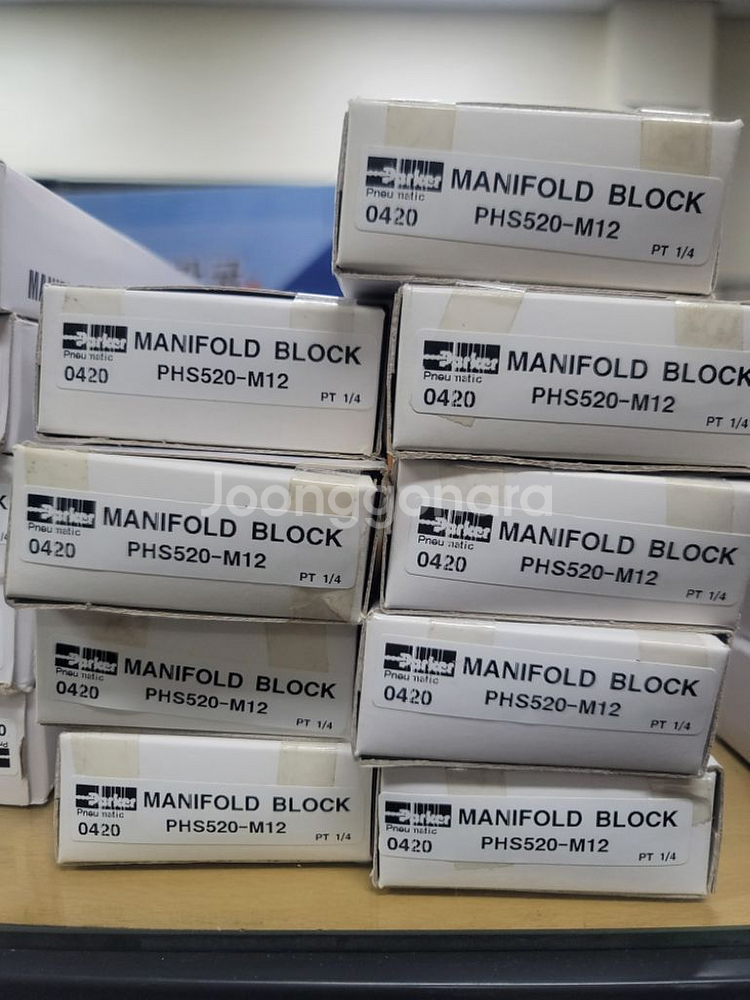 Parker MANIFOLD BLOCK
Pneumatic
0420 PHS520-M12
PT 1/4
Parker MANIFOLD BLOCK
Pneumatic
0420 PHS520-M12
PT 1/4
Parker MANIFOLD BLOCK
Pneumatic
0420 PHS520-M12
PT 1/4
Parker MANIFOLD BLOCK
Pneumatic
0420 PHS520-M12
PT 1/4
Joonggonara
Parker MANIFOLD BLOCK
Pneumatic
0420 PHS520-M12
PT 1/4
Parker MANIFOLD BLOCK
Pneumatic
0420 PHS520-M12
PT 1/4
Parker MANIFOLD BLOCK
Pneumatic
0420 PHS520-M12
PT 1/4
Parker MANIFOLD BLOCK
Pneumatic
0420 PHS520-M12
PT 1/4
Parker MANIFOLD BLOCK
Pneumatic
0420 PHS520-M12
PT 1/4